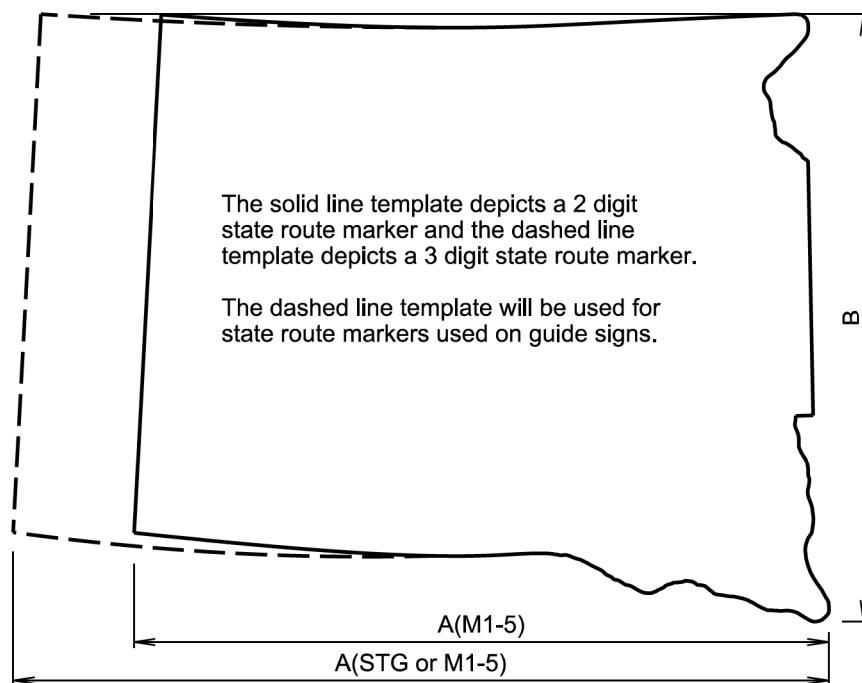 The solid line template depicts a 2 digit
state route marker and the dashed line
template depicts a 3 digit state route marker.
The dashed line template will be used for
state route markers used on guide signs.
B
A(M1-5)
A(STG or M1-5)